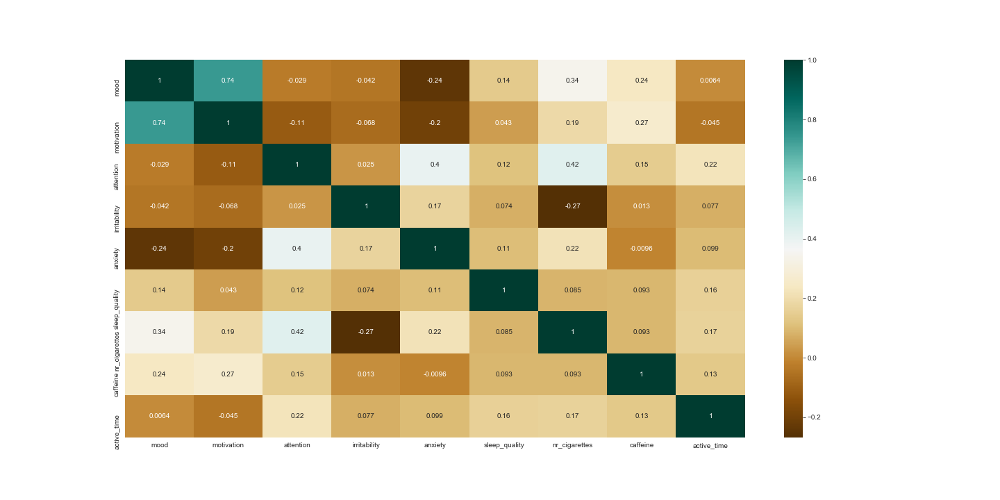 1.0
mood 1 0.74 -0.029 -0.042 -0.24 0.14 0.34 0.24 0.0064
0.8
motivation 0.74 1 -0.11 -0.068 -0.2 0.043 0.19 0.27 -0.045
attention -0.029 -0.11 1 0.025 0.4 0.12 0.42 0.15 0.22
0.6
irritability -0.042 -0.068 0.025 1 0.17 0.074 -0.27 0.013 0.077
0.4
anxiety -0.24 -0.2 0.4 0.17 1 0.11 0.22 -0.0096 0.099
sleep_quality 0.14 0.043 0.12 0.074 0.11 1 0.085 0.093 0.16
0.2
nr_cigarettes 0.34 0.19 0.42 -0.27 0.22 0.085 1 0.093 0.17
0.0
caffeine 0.24 0.27 0.15 0.013 -0.0096 0.093 0.093 1 0.13
active_time 0.0064 -0.045 0.22 0.077 0.099 0.16 0.17 0.13 1
−0.2
mood motivation attention irritability anxiety sleep_quality nr_cigarettes caffeine active_time